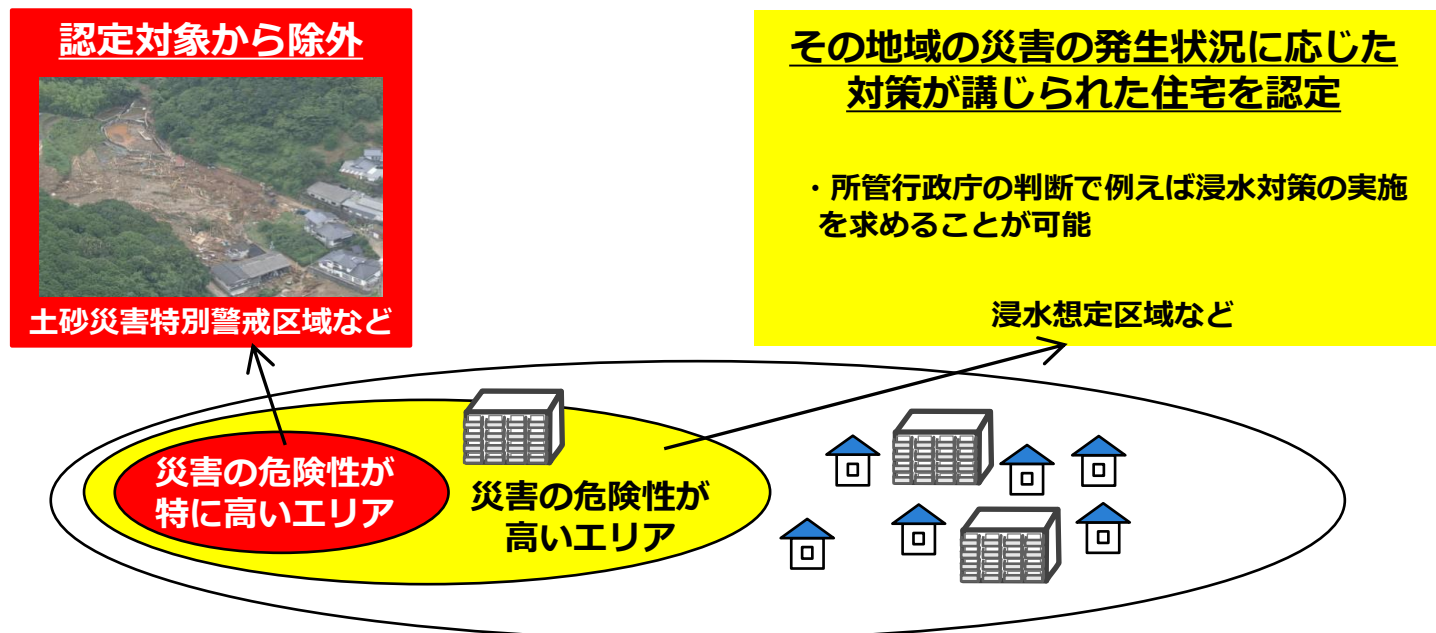 認定対象から除外
土砂災害特別警戒区域など
その地域の災害の発生状況に応じた
対策が講じられた住宅を認定
・所管行政庁の判断で例えば浸水対策の実施
を求めることが可能
浸水想定区域など
災害の危険性が
特に高いエリア
災害の危険性が
高いエリア